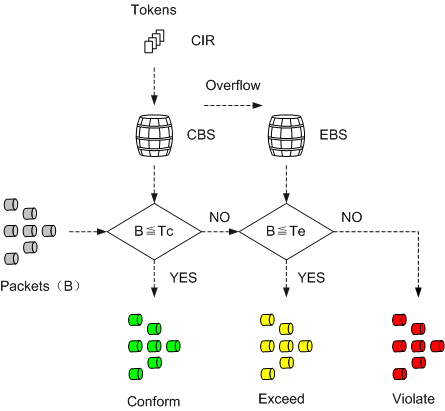 Tokens
CIR
Overflow
CBS
EBS
B≦Tc
NO
B≦Te
NO
Packets（B）
YES
YES
Conform
Exceed
Violate